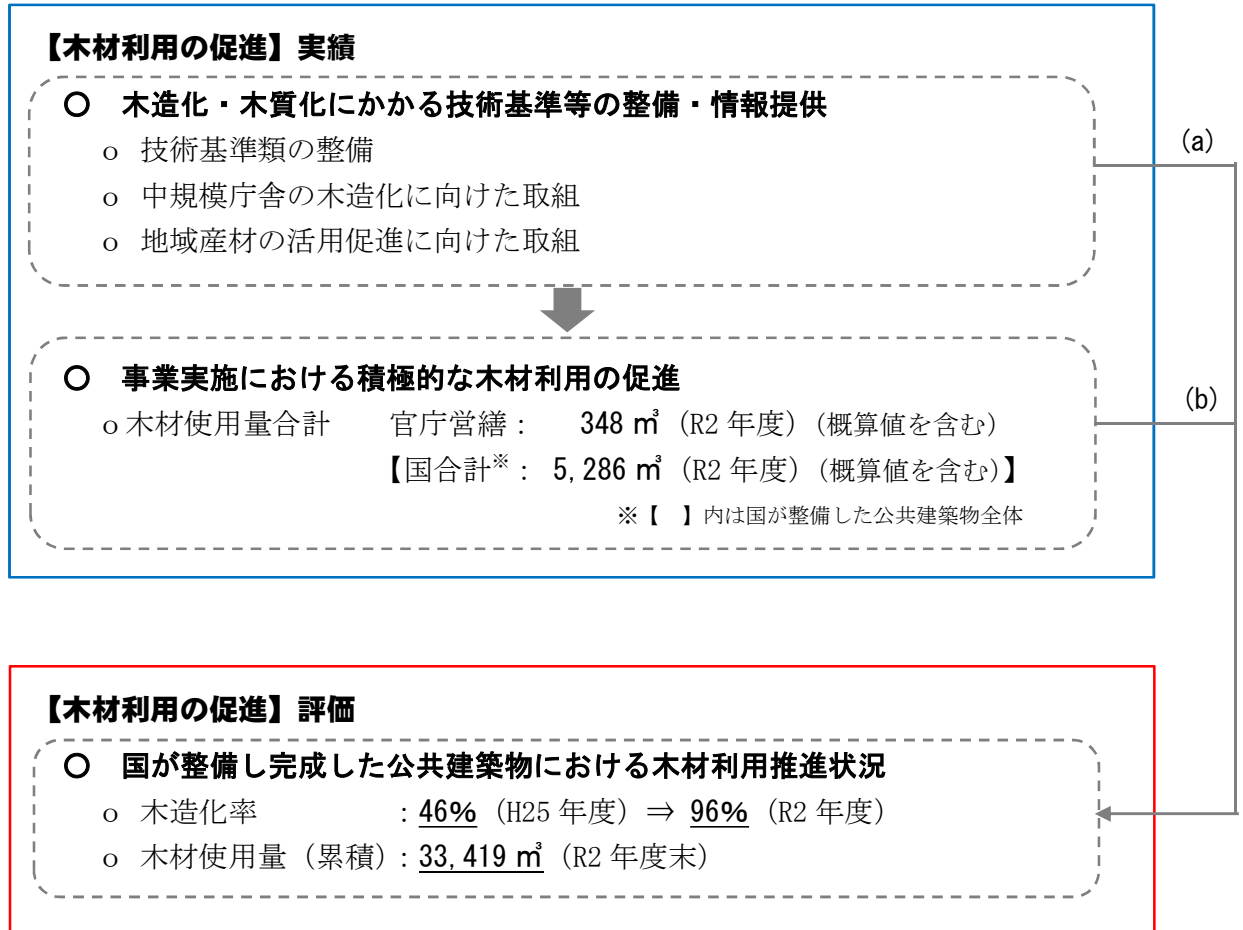 【木材利用の促進】実績
○ 木造化・木質化にかかる技術基準等の整備・情報提供
o 技術基準類の整備
o 中規模庁舎の木造化に向けた取組
o 地域産材の活用促進に向けた取組
(a)
○ 事業実施における積極的な木材利用の促進
o 木材使用量合計 官庁営繕: 348 ㎥(R2 年度)(概算値を含む)
【国合計※: 5,286 ㎥(R2 年度)(概算値を含む)】
※【 】内は国が整備した公共建築物全体
(b)
【木材利用の促進】評価
○ 国が整備し完成した公共建築物における木材利用推進状況
o 木造化率 :46%(H25 年度)⇒ 96%(R2 年度)
o 木材使用量(累積):33,419 ㎥(R2 年度末)